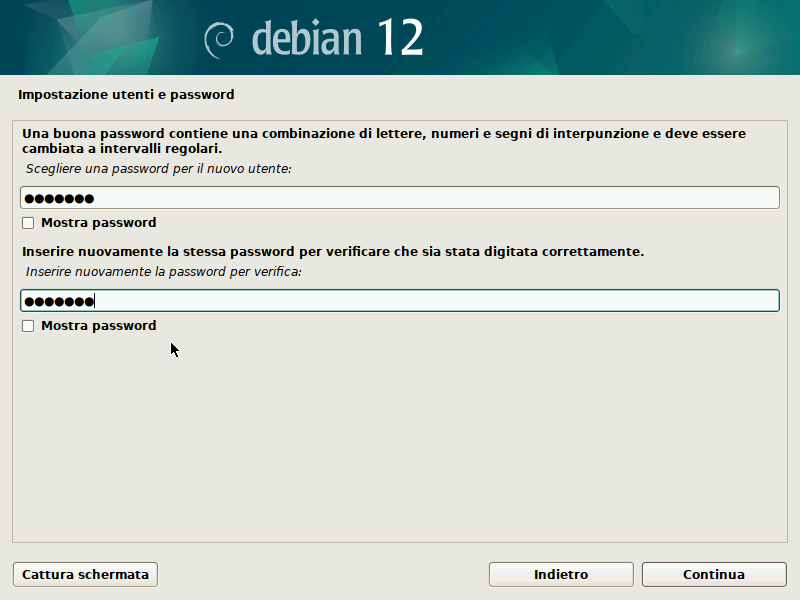 debian 12
Impostazione utenti e password
Una buona password contiene una combinazione di lettere, numeri e segni di interpunzione e deve essere
cambiata a intervalli regolari.
Scegliere una password per il nuovo utente:
●●●●●●●
Mostra password
Inserire nuovamente la stessa password per verificare che sia stata digitata correttamente.
Inserire nuovamente la password per verifica:
●●●●●●●
Mostra password
Cattura schermata
Indietro
Continua